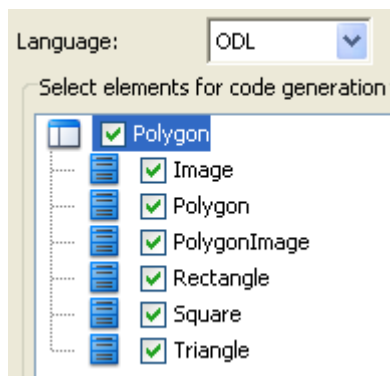 Language: ODL
Select elements for code generation
Polygon
Image
Polygon
PolygonImage
Rectangle
Square
Triangle